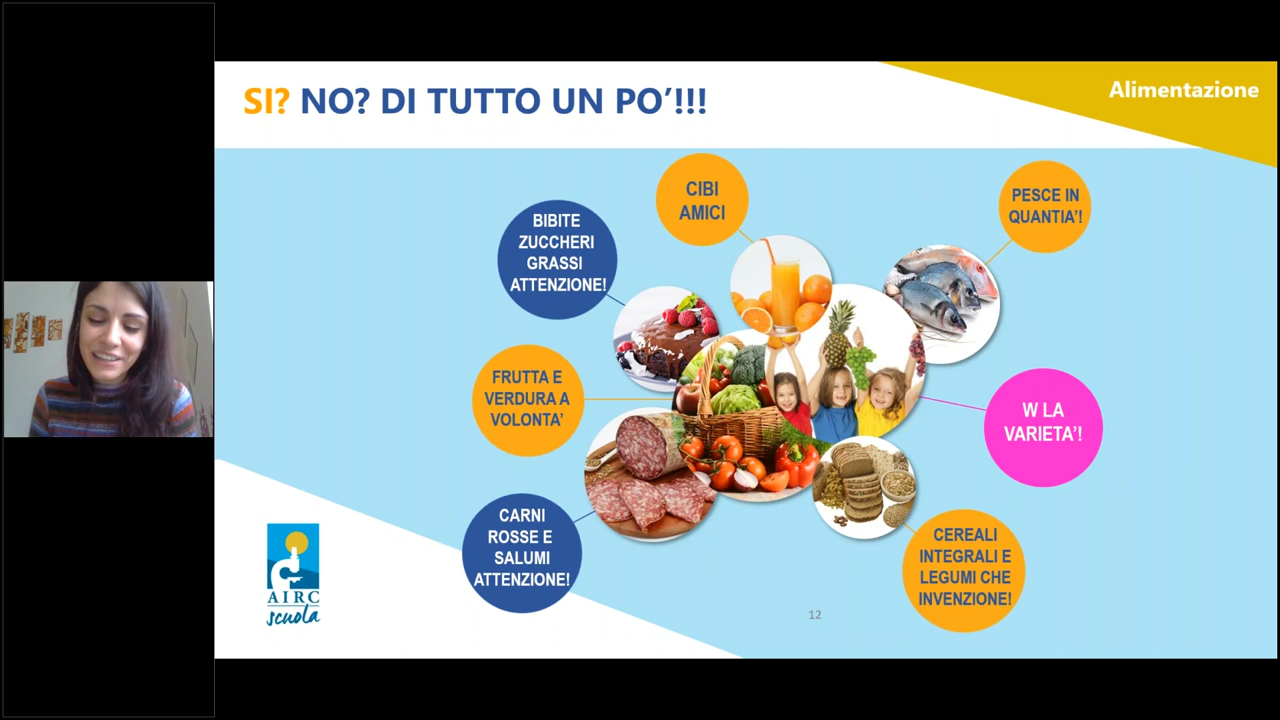 Alimentazione
SI? NO? DI TUTTO UN PO’!!!
CIBI
AMICI
PESCE IN
QUANTIA’!
BIBITE
ZUCCHERI
GRASSI
ATTENZIONE!
FRUTTA E
VERDURA A
VOLONTA’
W LA
VARIETA’!
CARNI
ROSSE E
SALUMI
ATTENZIONE!
CEREALI
INTEGRALI E
LEGUMI CHE
INVENZIONE!
AIRC
scuola
12